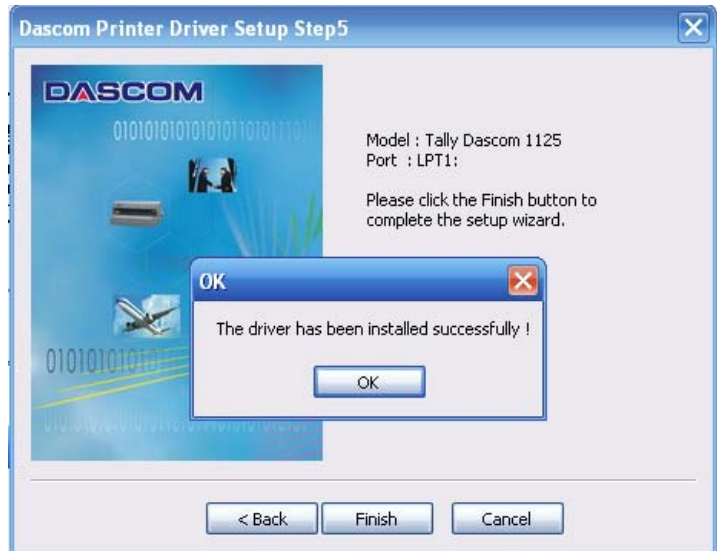 Dascom Printer Driver Setup Step5
DASCOM
Model : Tally Dascom 1125
Port : LPT1:
Please click the Finish button to
complete the setup wizard.
OK
The driver has been installed successfully !
OK
< Back
Finish
Cancel